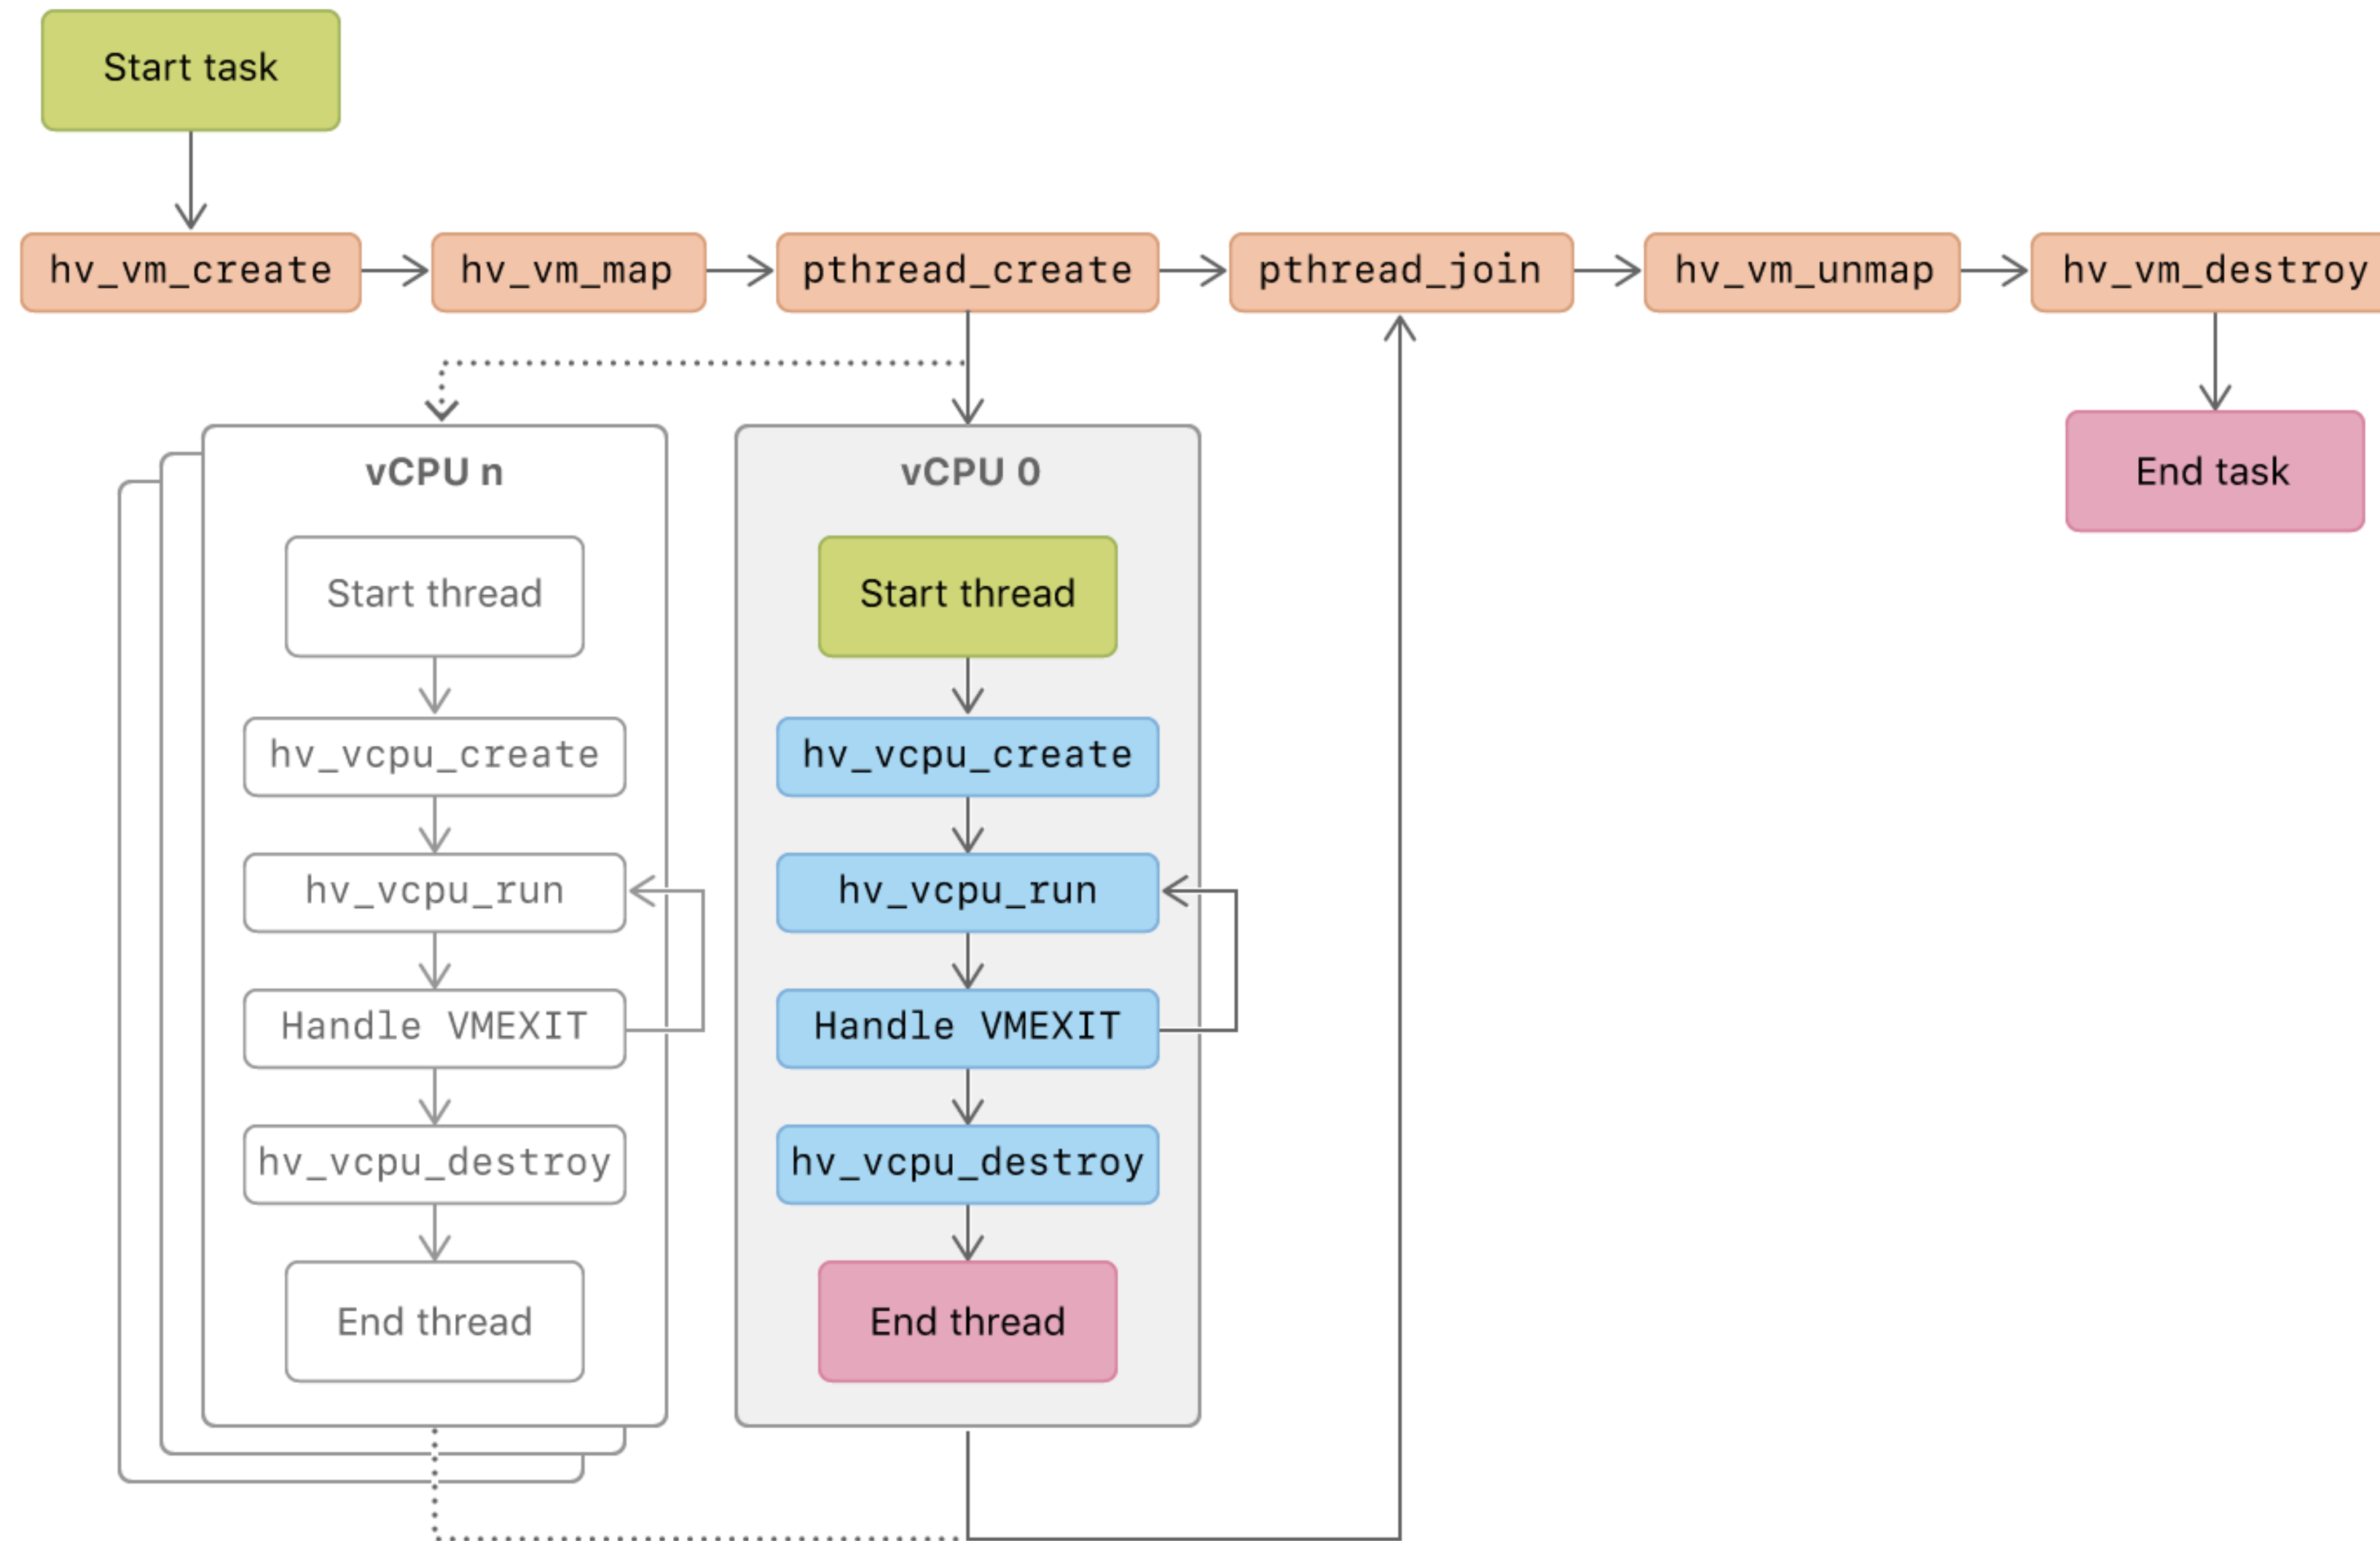 Start task
hv_vm_create
hv_vm_map
pthread_create
pthread_join
hv_vm_unmap
hv_vm_destroy
End task
vCPU n
Start thread
hv_vcpu_create
hv_vcpu_run
Handle VMEXIT
hv_vcpu_destroy
End thread
vCPU 0
Start thread
hv_vcpu_create
hv_vcpu_run
Handle VMEXIT
hv_vcpu_destroy
End thread